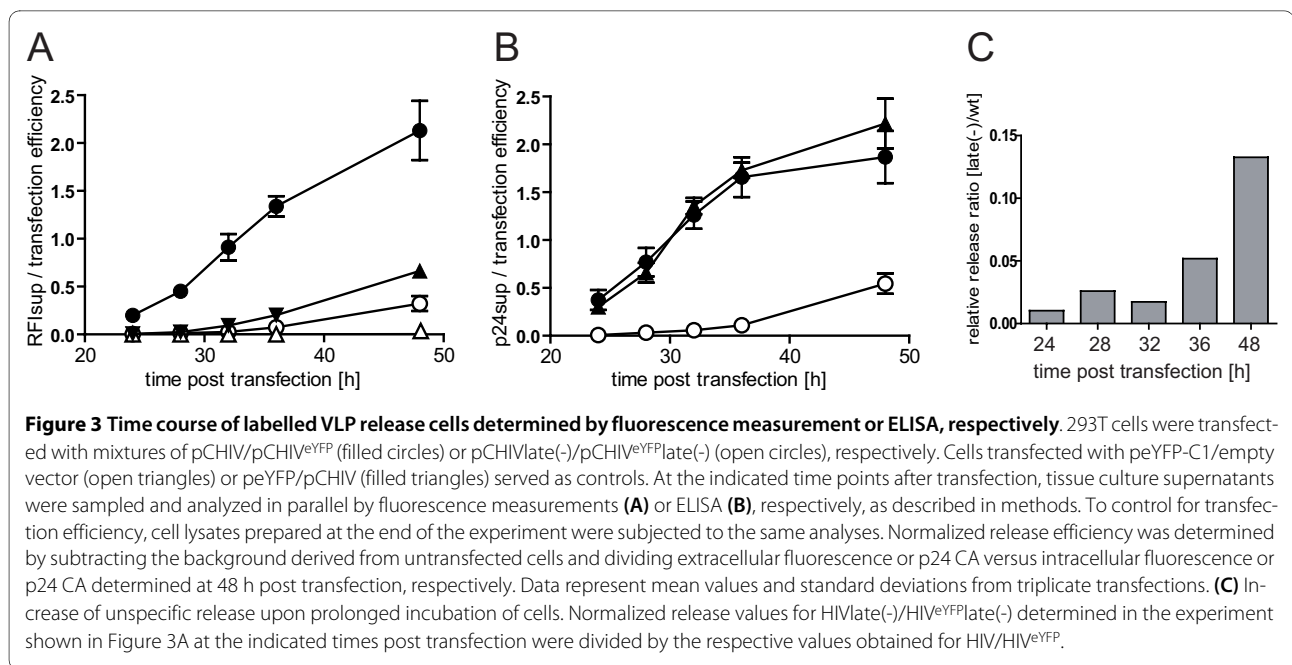 A
B
C
RFIsup / transfection efficiency
2.5
2.0
1.5
1.0
0.5
0.0
20
30
40
50
time post transfection [h]
p24sup / transfection efficiency
2.5
2.0
1.5
1.0
0.5
0.0
20
30
40
50
time post transfection [h]
relative release ratio [late(-)/wt]
0.15
0.10
0.05
0.00
24
28
32
36
48
time post transfection [h]
Figure 3 Time course of labelled VLP release cells determined by fluorescence measurement or ELISA, respectively. 293T cells were transfect-
ed with mixtures of pCHIV/pCHIVeYFP (filled circles) or pCHIVlate(-)/pCHIVeYFPlate(-) (open circles), respectively. Cells transfected with peYFP-C1/empty
vector (open triangles) or peYFP/pCHIV (filled triangles) served as controls. At the indicated time points after transfection, tissue culture supernatants
were sampled and analyzed in parallel by fluorescence measurements (A) or ELISA (B), respectively, as described in methods. To control for transfec-
tion efficiency, cell lysates prepared at the end of the experiment were subjected to the same analyses. Normalized release efficiency was determined
by subtracting the background derived from untransfected cells and dividing extracellular fluorescence or p24 CA versus intracellular fluorescence or
p24 CA determined at 48 h post transfection, respectively. Data represent mean values and standard deviations from triplicate transfections. (C) In-
crease of unspecific release upon prolonged incubation of cells. Normalized release values for HIVlate(-)/HIVeYFPlate(-) determined in the experiment
shown in Figure 3A at the indicated times post transfection were divided by the respective values obtained for HIV/HIVeYFP.